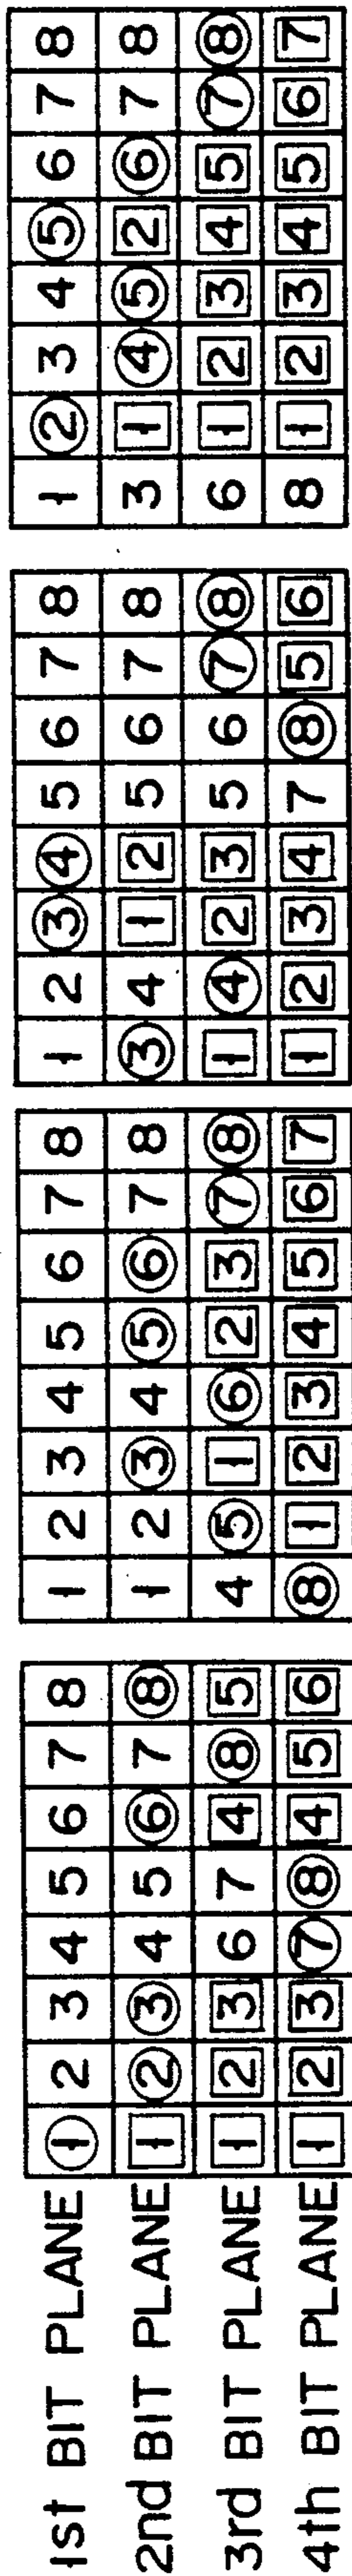 1st BIT PLANE ① 2 3 4 5 6 7 8 1 2 3 4 5 6 7 8 1 2 ③ ④ 5 6 7 8 1 ② 3 4 ⑤ 6 7 8
2nd BIT PLANE 1 ② ③ 4 5 ⑥ 7 ⑧ 1 2 ③ 4 ⑤ ⑥ 7 8 ③ 4 1 2 5 6 7 8 3 1 ④ ⑤ 2 ⑥ 7 8
3rd BIT PLANE 1 2 3 6 7 4 ⑧ 5 4 ⑤ 1 ⑥ 2 3 ⑦ ⑧ 1 ④ 2 3 5 6 ⑦ ⑧ 6 1 2 3 4 5 ⑦ ⑧
4th BIT PLANE 1 2 3 ⑦ ⑧ 4 5 6 ⑧ 1 2 3 4 5 6 7 1 2 3 4 7 ⑧ 5 6 8 1 2 3 4 5 6 7